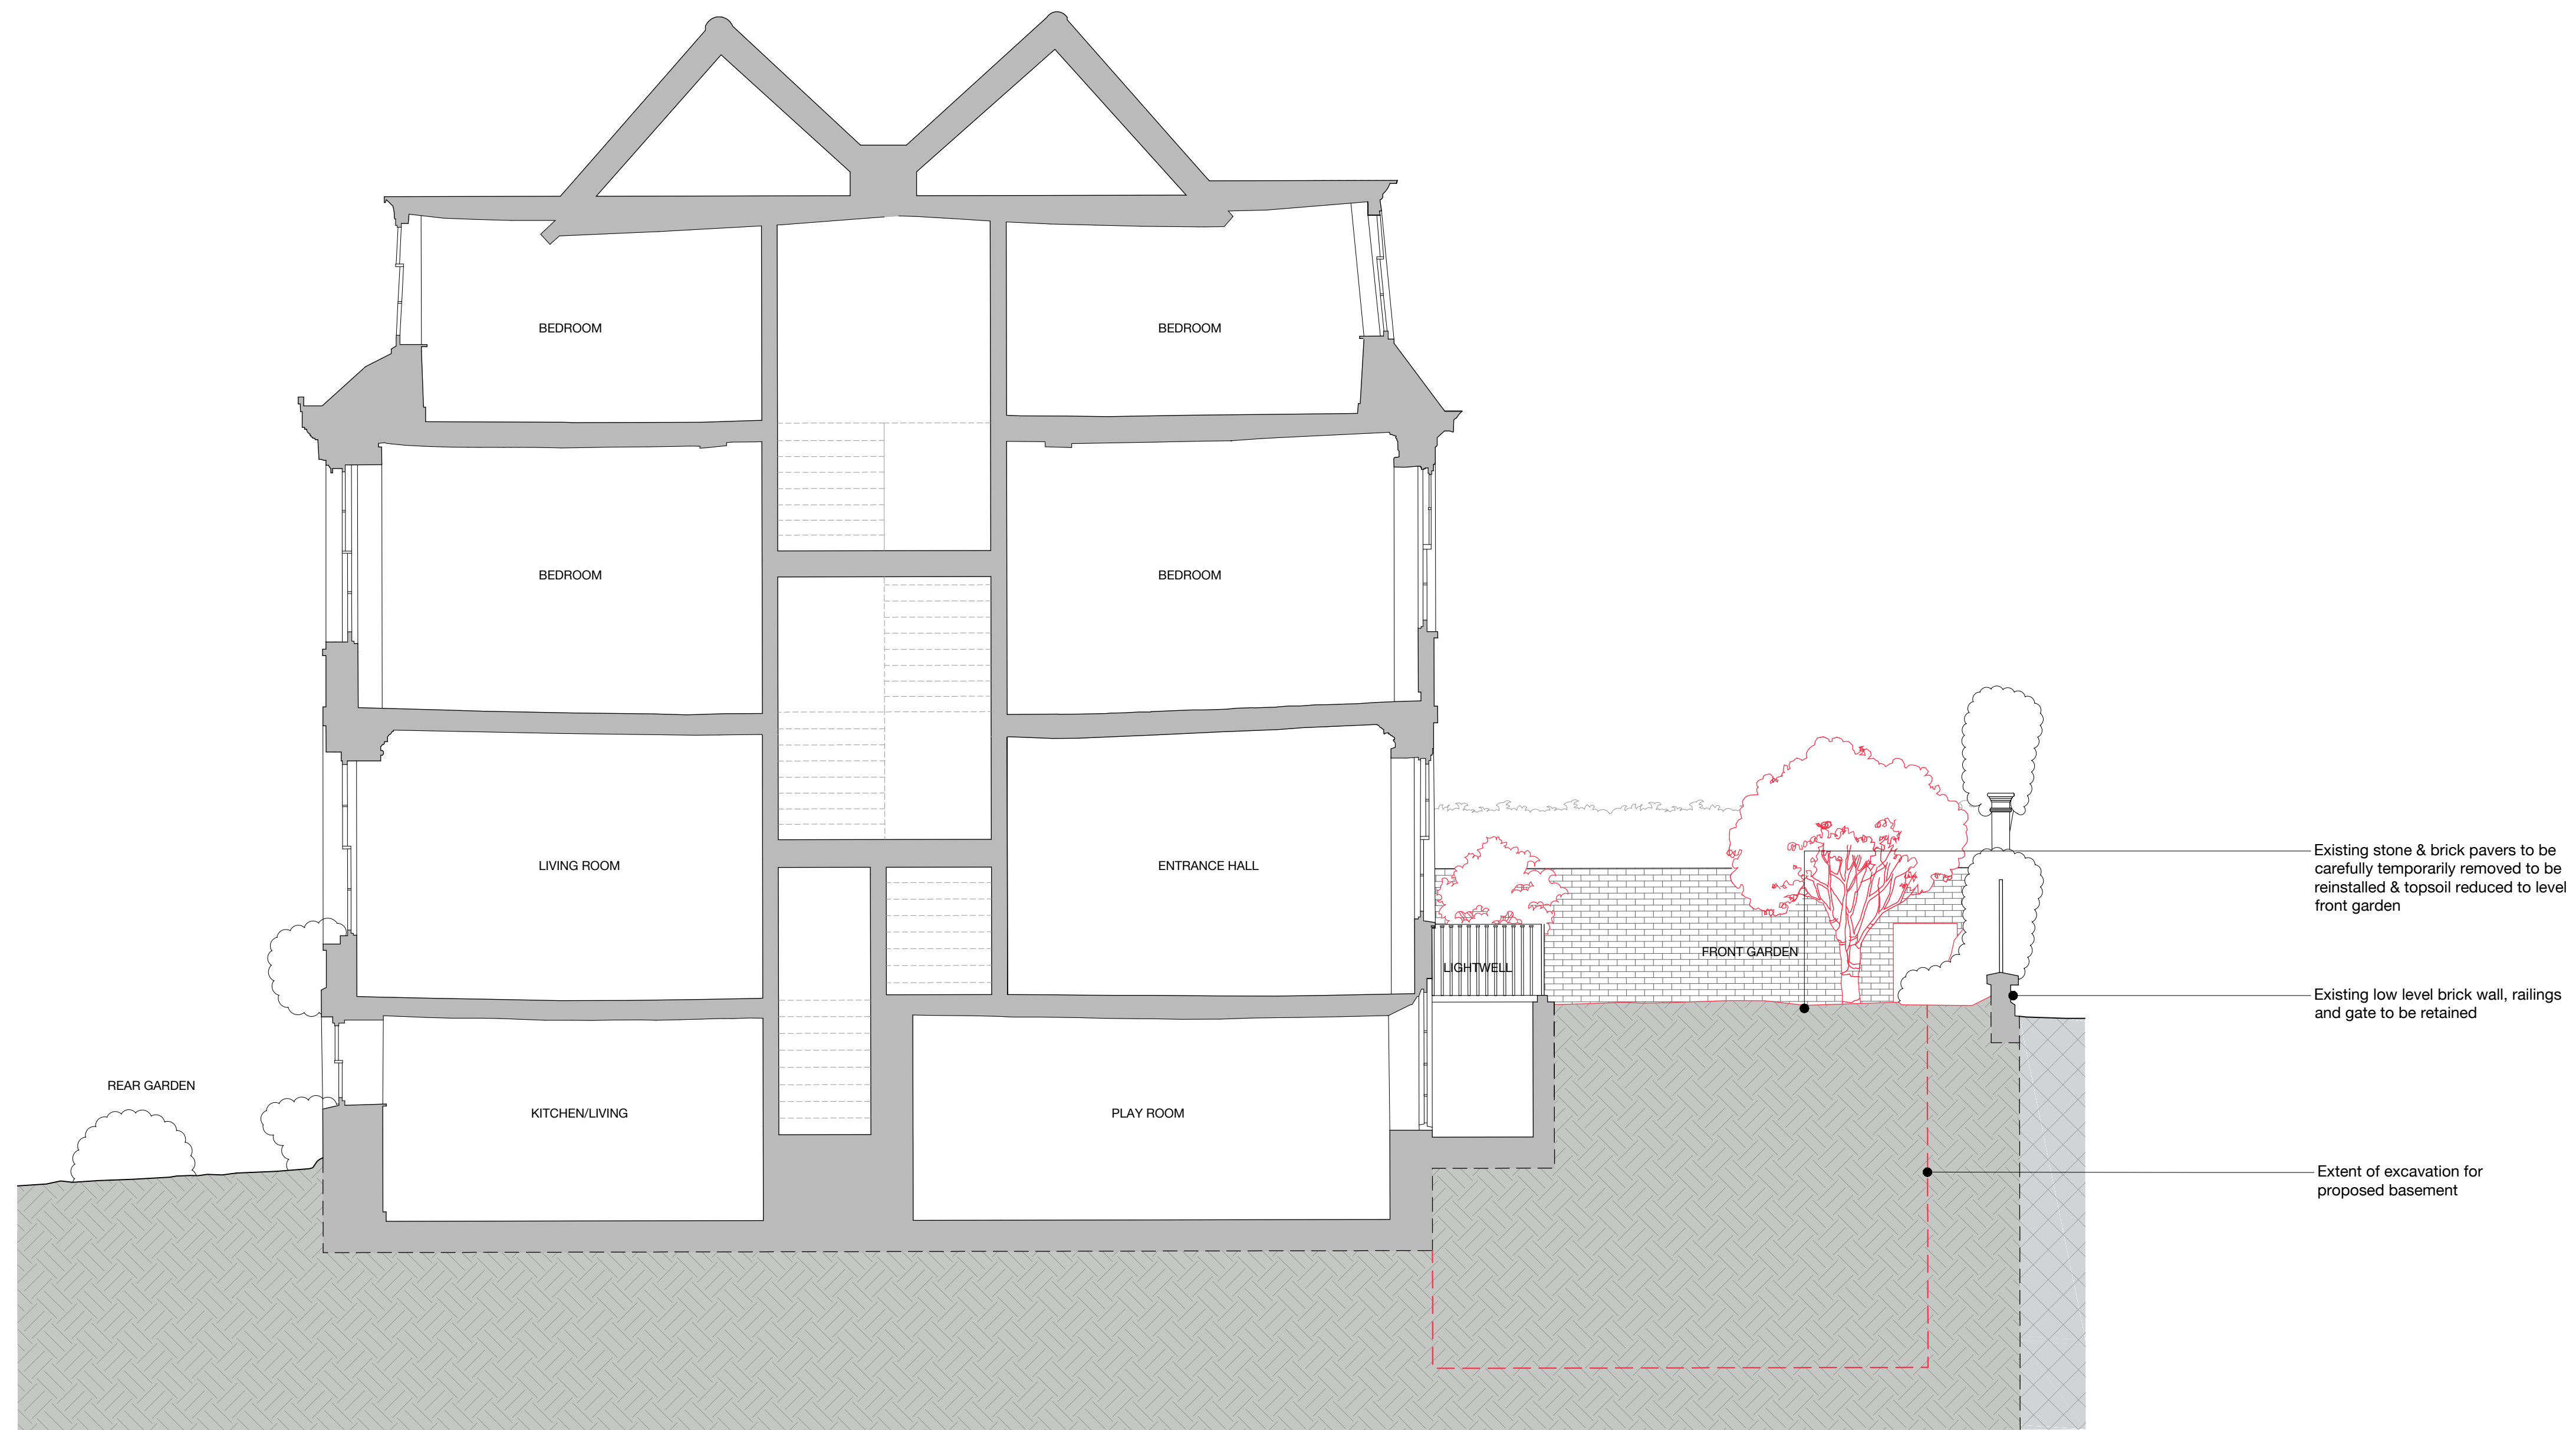 BEDROOM
BEDROOM
BEDROOM
BEDROOM
LIVING ROOM
ENTRANCE HALL
Existing stone & brick pavers to be
carefully temporarily removed to be
reinstalled & topsoil reduced to level
front garden
FRONT GARDEN
LIGHTWELL
Existing low level brick wall, railings
and gate to be retained
REAR GARDEN
KITCHEN/LIVING
PLAY ROOM
Extent of excavation for
proposed basement